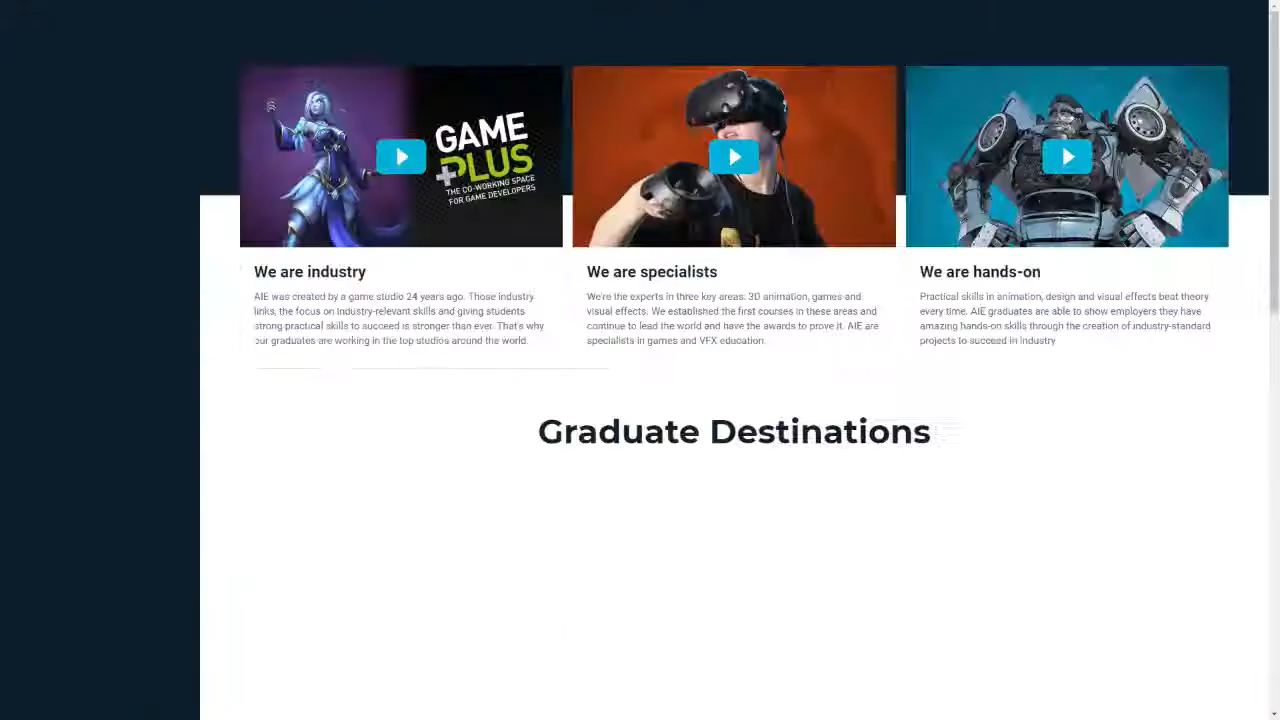 GAME
+PLUS
THE CO-WORKING SPACE
FOR GAME DEVELOPERS
We are industry
AIE was created by a game studio 24 years ago. Those industry
links, the focus on industry-relevant skills and giving students
strong practical skills to succeed is stronger than ever. That's why
our graduates are working in the top studios around the world.
We are specialists
We're the experts in three key areas: 3D animation, games and
visual effects. We established the first courses in these areas and
continue to lead the world and have the awards to prove it. AIE are
specialists in games and VFX education.
We are hands-on
Practical skills in animation, design and visual effects beat theory
every time. AIE graduates are able to show employers they have
amazing hands-on skills through the creation of industry-standard
projects to succeed in industry
Graduate Destinations